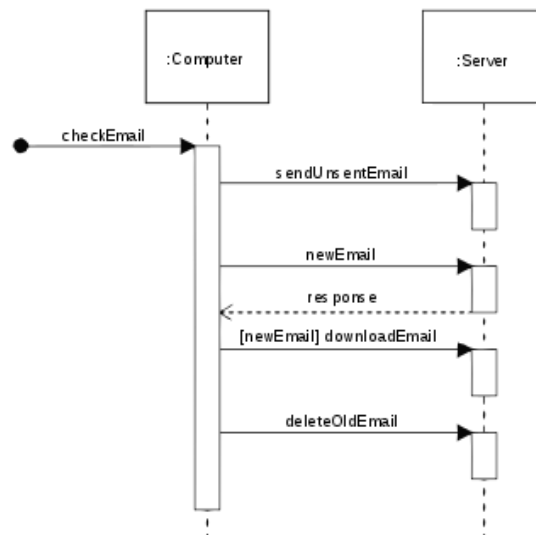 :Computer
:Server
checkEmail
sendUnsentEmail
newEmail
response
[newEmail] downloadEmail
deleteOldEmail